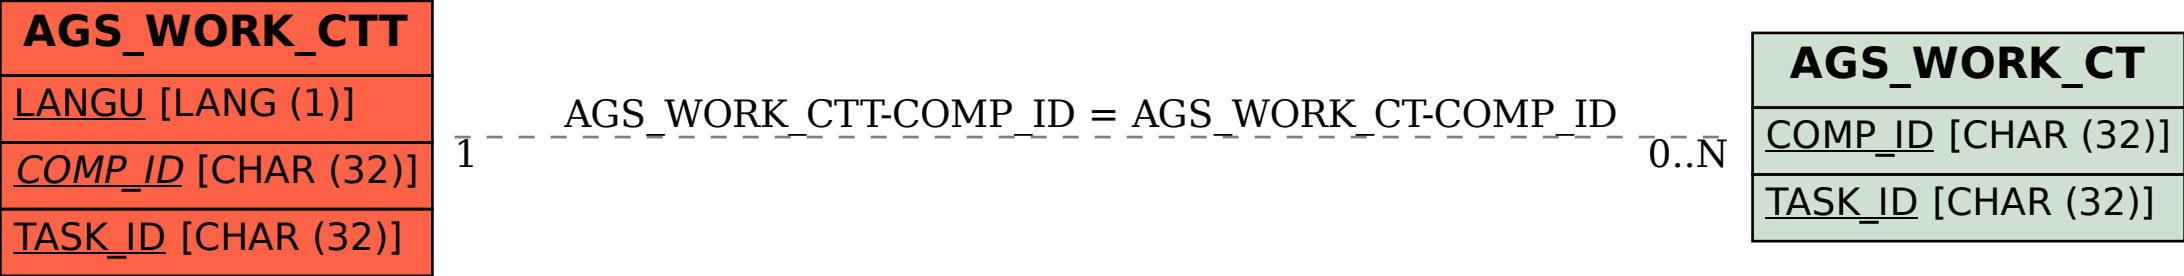 AGS_WORK_CTT
LANGU [LANG (1)]
COMP_ID [CHAR (32)]
TASK_ID [CHAR (32)]
AGS_WORK_CTT-COMP_ID = AGS_WORK_CT-COMP_ID
1
0..N
AGS_WORK_CT
COMP_ID [CHAR (32)]
TASK_ID [CHAR (32)]